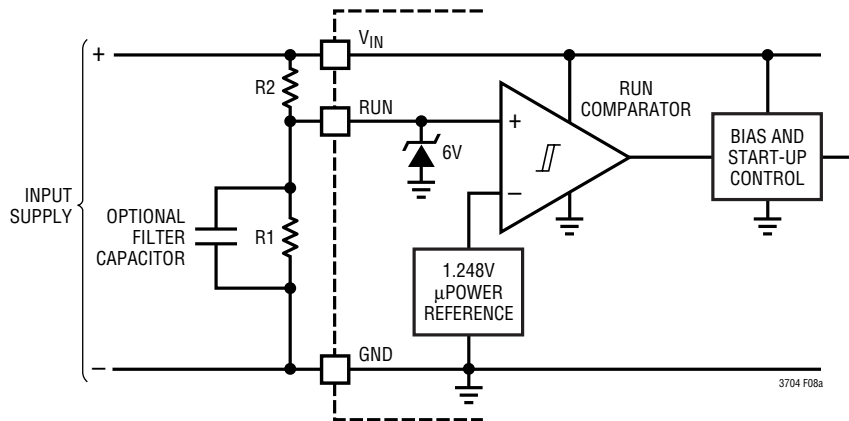 VIN
+
R2
RUN
RUN
COMPARATOR
+
6V
BIAS AND
START-UP
CONTROL
INPUT
SUPPLY
OPTIONAL
FILTER
CAPACITOR
R1
−
1.248V
µPOWER
REFERENCE
GND
−
3704 F08a